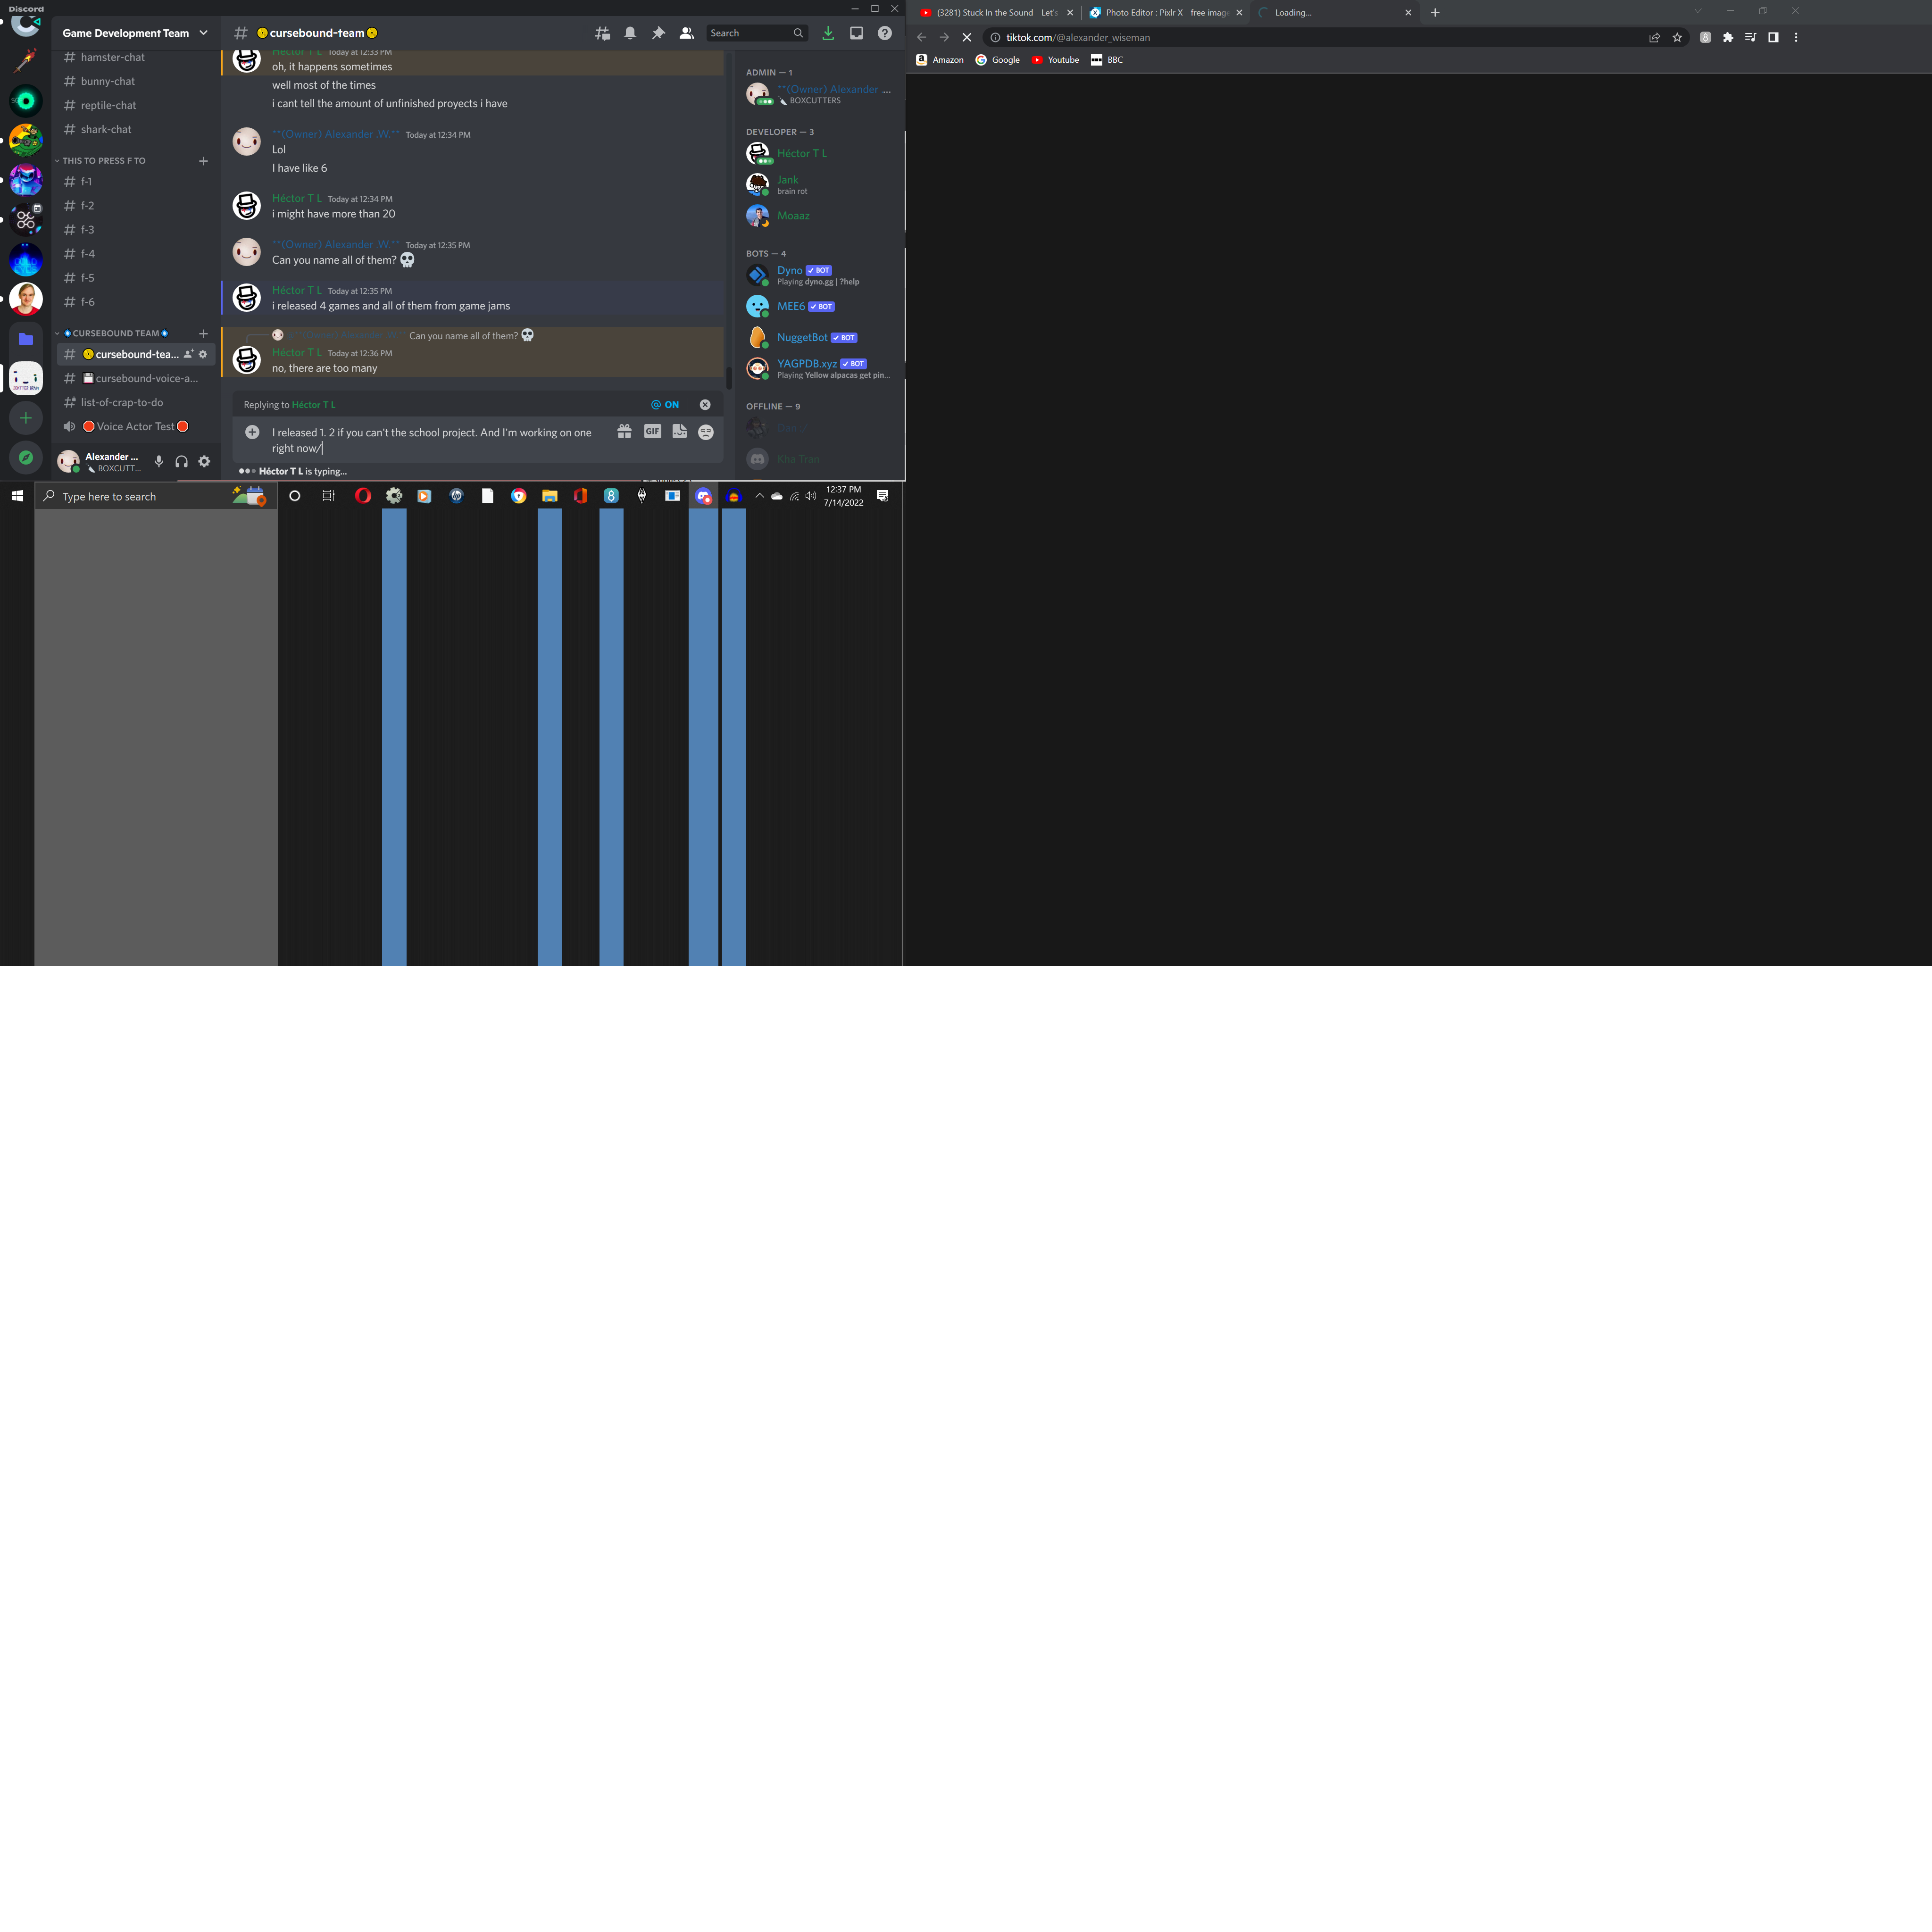 Discord
Game Development Team
hamster-chat
bunny-chat
reptile-chat
shark-chat
THIS TO PRESS F TO
f-1
f-2
f-3
f-4
f-5
f-6
CURSEBOUND TEAM
cursebound-tea...
cursebound-voice-a...
list-of-crap-to-do
Voice Actor Test
Alexander ...
BOXCUTT...
cursebound-team
Search
Héctor T L Today at 12:33 PM
oh, it happens sometimes
well most of the times
i cant tell the amount of unfinished proyects i have
**(Owner) Alexander .W.** Today at 12:34 PM
Lol
I have like 6
Héctor T L Today at 12:34 PM
i might have more than 20
**(Owner) Alexander .W.** Today at 12:35 PM
Can you name all of them?
Héctor T L Today at 12:35 PM
i released 4 games and all of them from game jams
Can you name all of them?
Héctor T L Today at 12:36 PM
no, there are too many
Replying to Héctor T L
@ ON
I released 1. 2 if you can't the school project. And I'm working on one
right now/
GIF
Héctor T L is typing...
ADMIN — 1
**(Owner) Alexander ...
BOXCUTTERS
DEVELOPER — 3
Héctor T L
Jank
brain rot
Moaaz
BOTS — 4
Dyno BOT
Playing dyno.gg | ?help
MEE6 BOT
NuggetBot BOT
YAGPDB.xyz BOT
Playing Yellow alpacas get pin...
OFFLINE — 9
Kha Tran
(3281) Stuck In the Sound - Let's
Photo Editor : Pixlr X - free imag
Loading...
tiktok.com/@alexander_wiseman
Amazon
Google
Youtube
BBC
Type here to search
12:37 PM
7/14/2022